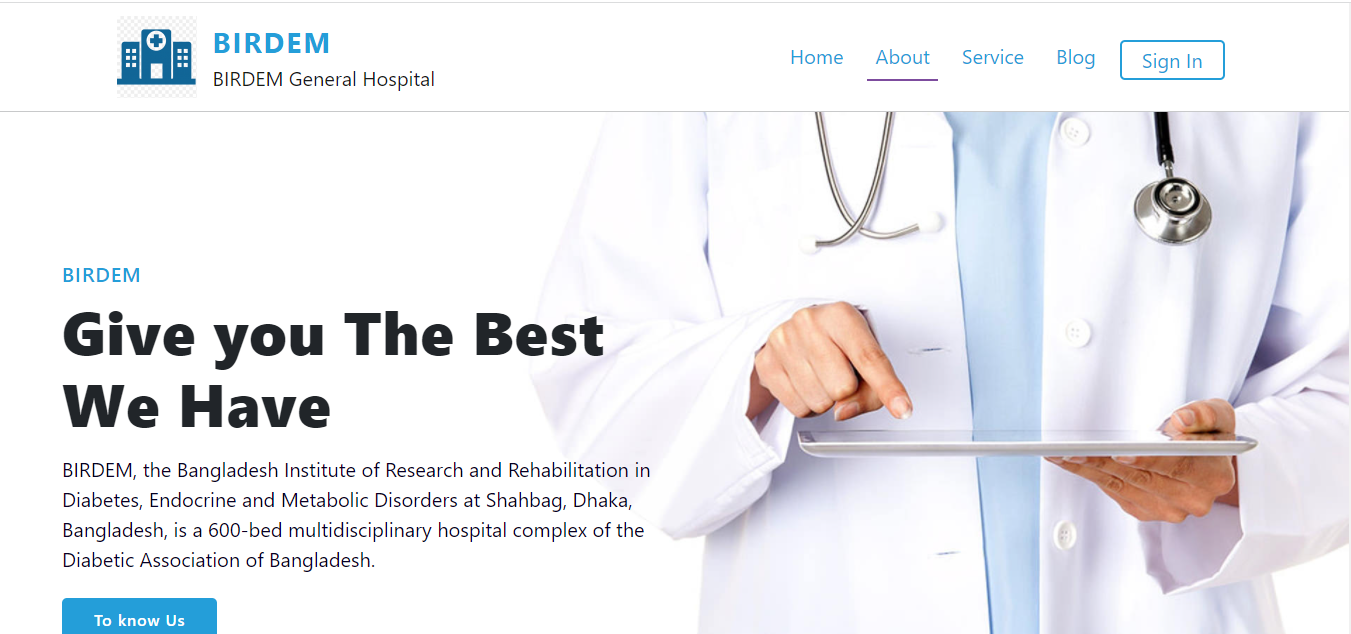 BIRDEM
BIRDEM General Hospital
Home About Service Blog Sign In
BIRDEM
Give you The Best
We Have
BIRDEM, the Bangladesh Institute of Research and Rehabilitation in
Diabetes, Endocrine and Metabolic Disorders at Shahbag, Dhaka,
Bangladesh, is a 600-bed multidisciplinary hospital complex of the
Diabetic Association of Bangladesh.
To know Us